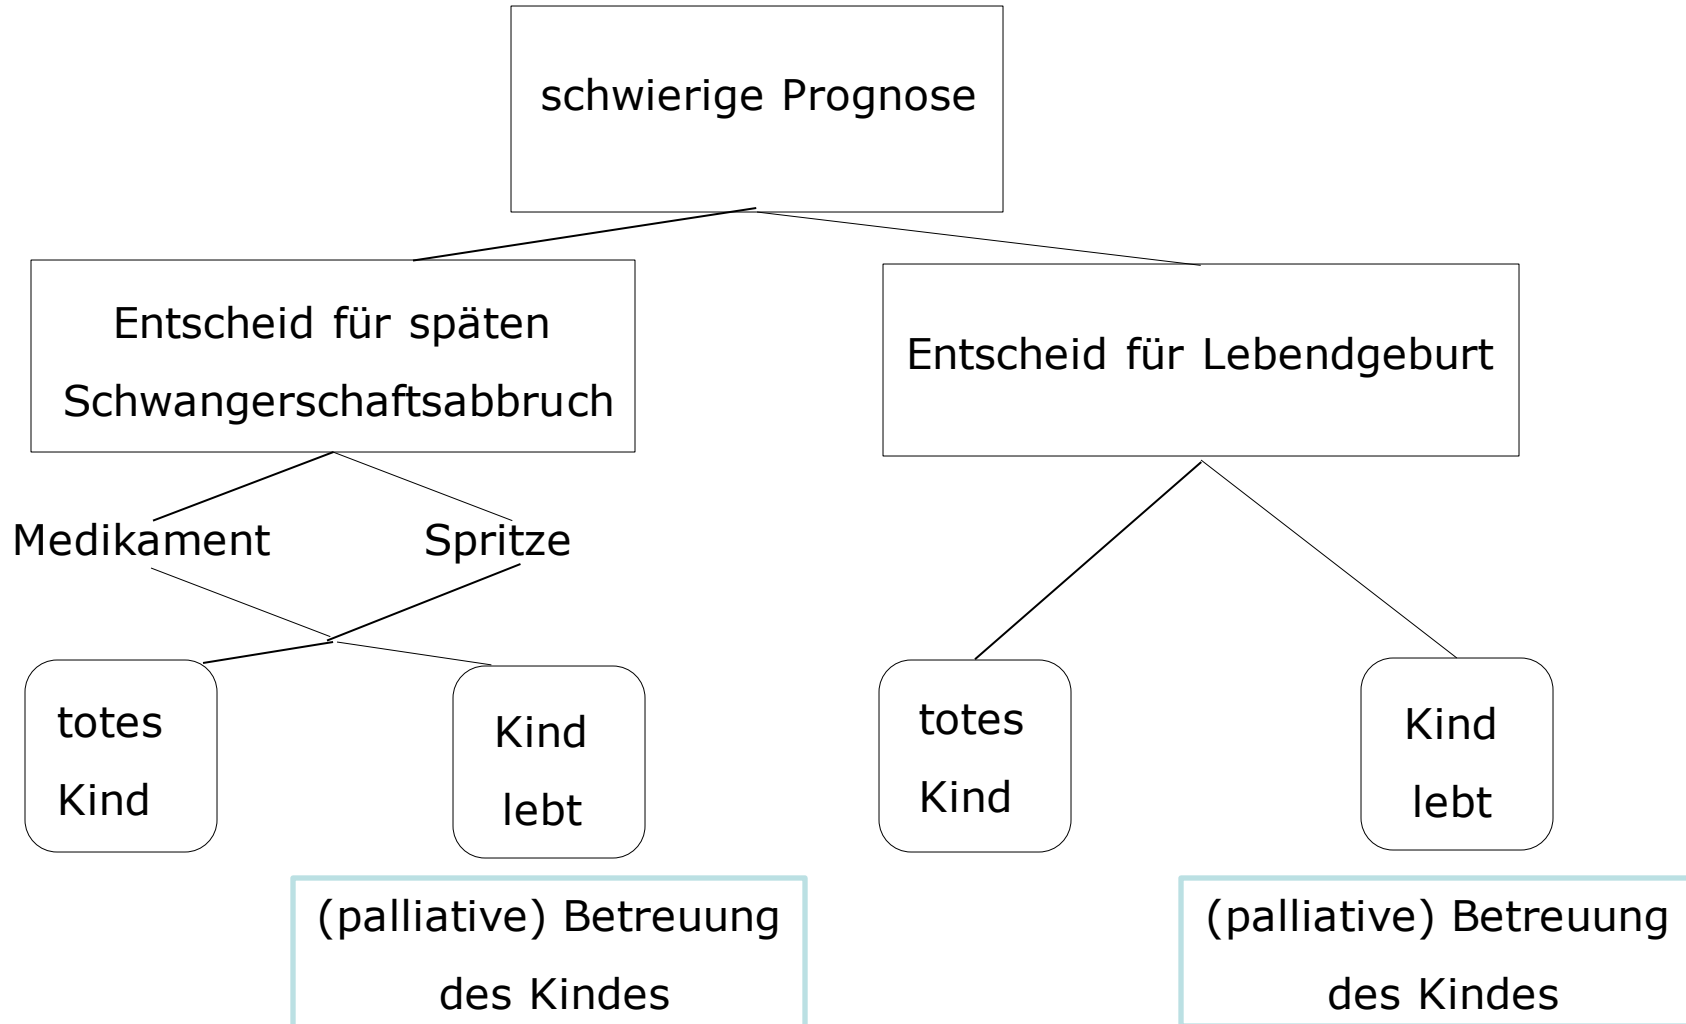 schwierige Prognose
Entscheid für späten
Schwangerschaftsabbruch
Entscheid für Lebendgeburt
Medikament
Spritze
totes
Kind
Kind
lebt
totes
Kind
Kind
lebt
(palliative) Betreuung
des Kindes
(palliative) Betreuung
des Kindes